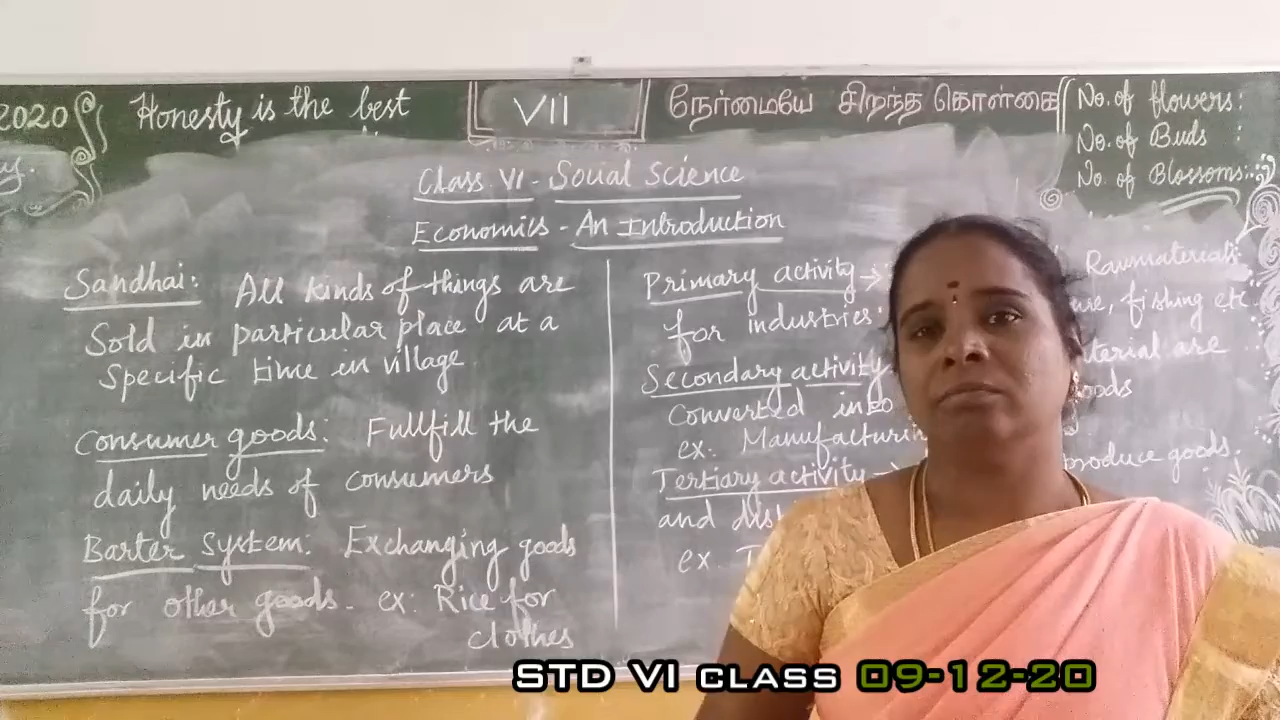 2020
Honesty is the best
VII
நேர்மையே சிறந்த கொள்கை
No. of flowers:
No. of Buds :
No. of Blossoms:
Class VI - Social Science
Economics - An Introduction
Sandhai: All kinds of things are
Sold in particular place at a
Specific time in village
Consumer goods: Fullfill the
daily needs of consumers
Barter System: Exchanging goods
for other goods - ex: Rice for
clothes
Primary activity → Rawmaterials
for industries. fishing etc
Secondary activity are
Converted into goods
ex: Manufacturin
Tertiary activity → produce goods.
and
ex.
STD VI CLASS 09-12-20